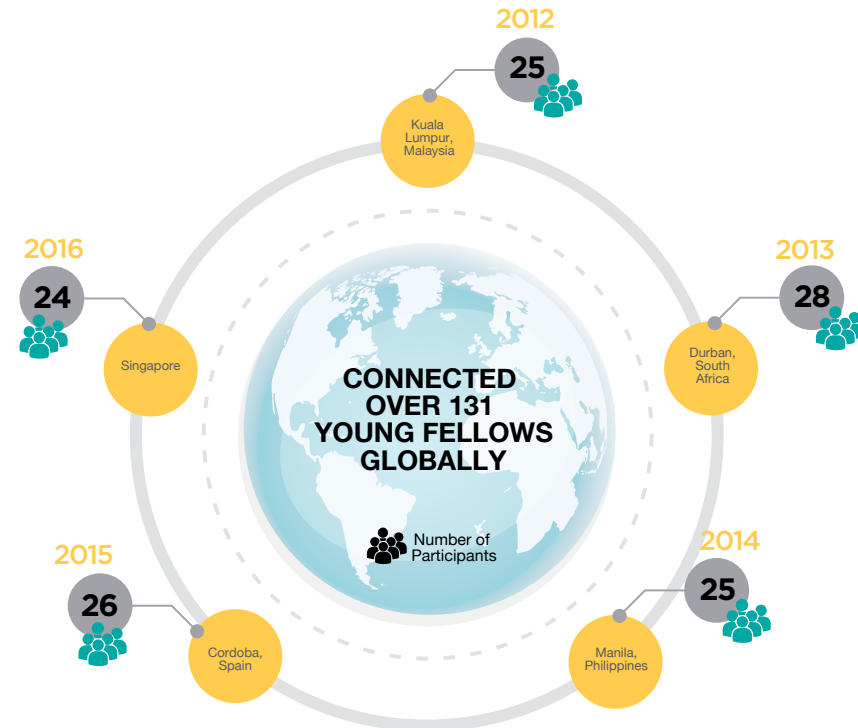 2012
25
Kuala
Lumpur,
Malaysia
2016
24
Singapore
2013
28
Durban,
South
Africa
CONNECTED
OVER 131
YOUNG FELLOWS
GLOBALLY
Number of
Participants
2015
26
Cordoba,
Spain
2014
25
Manila,
Philippines